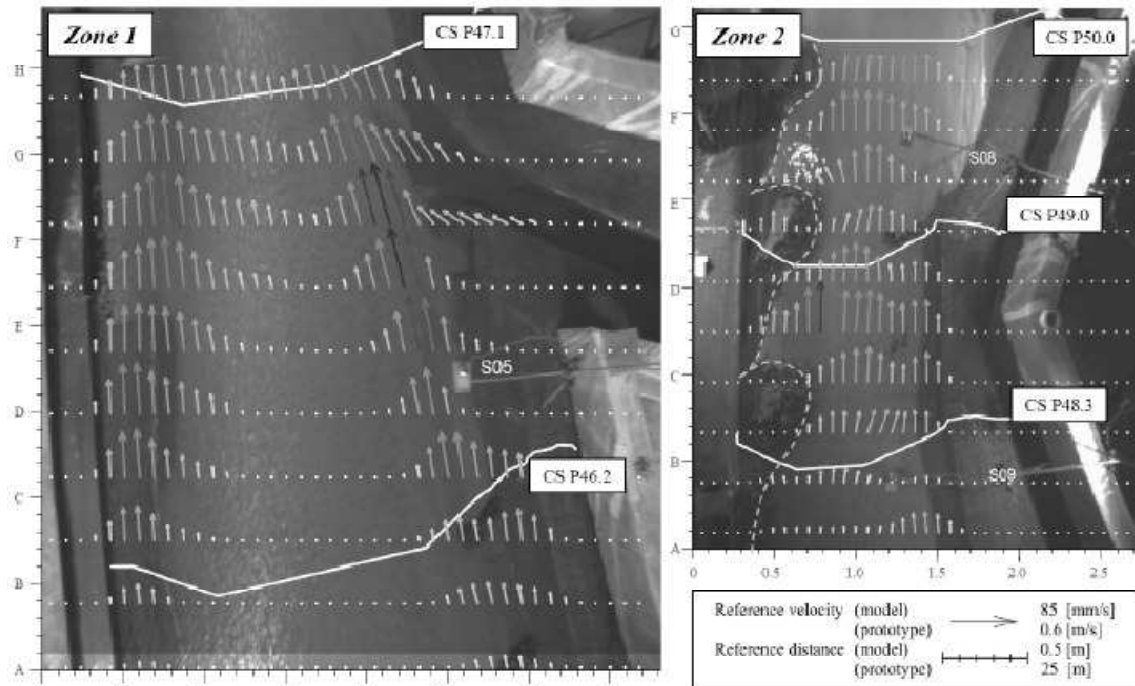 Zone 1
CS P47.1
H
G
F
E
D
C
B
A
S05
CS P46.2
Zone 2
CS P50.0
G
F
E
D
C
B
A
S08
CS P49.0
CS P48.3
S09
0.0 0.5 1.0 1.5 2.0 2.5
Reference velocity (model) 85 [mm/s]
(prototype) 0.6 [m/s]
Reference distance (model) 0.5 [m]
(prototype) 25 [m]